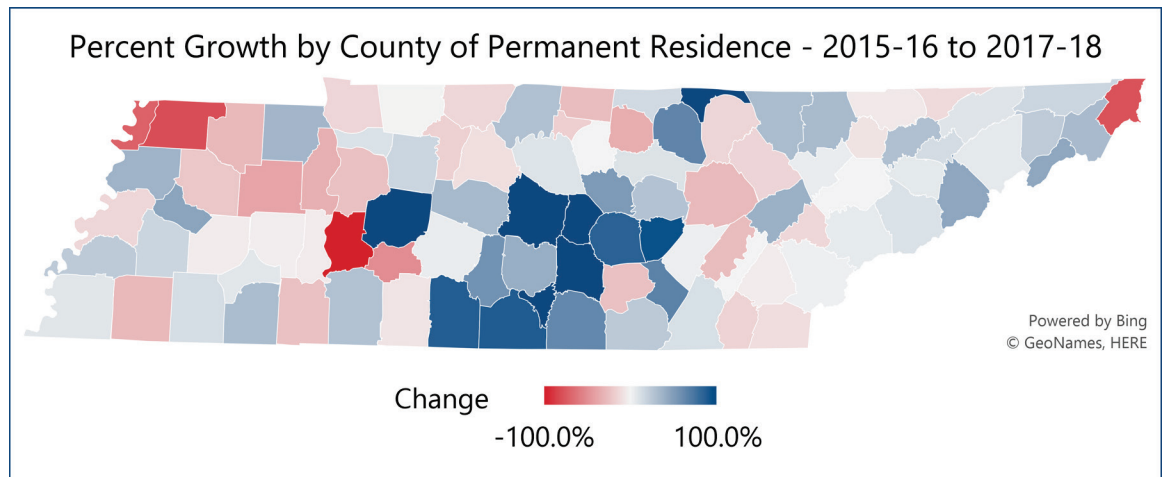 Percent Growth by County of Permanent Residence - 2015-16 to 2017-18
Powered by Bing
© GeoNames, HERE
Change
-100.0% 100.0%